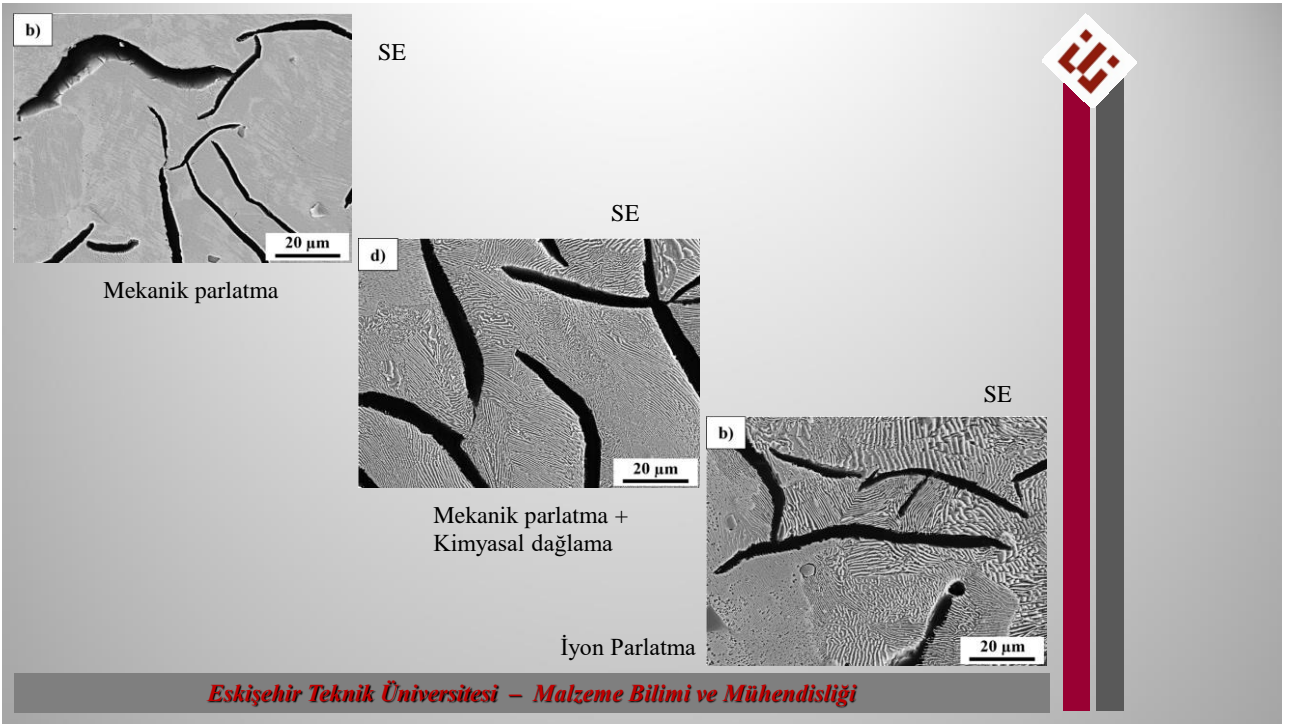 b)
SE
20 µm
Mekanik parlatma
SE
d)
20 µm
Mekanik parlatma +
Kimyasal dağlama
SE
b)
20 µm
İyon Parlatma
Eskişehir Teknik Üniversitesi – Malzeme Bilimi ve Mühendisliği